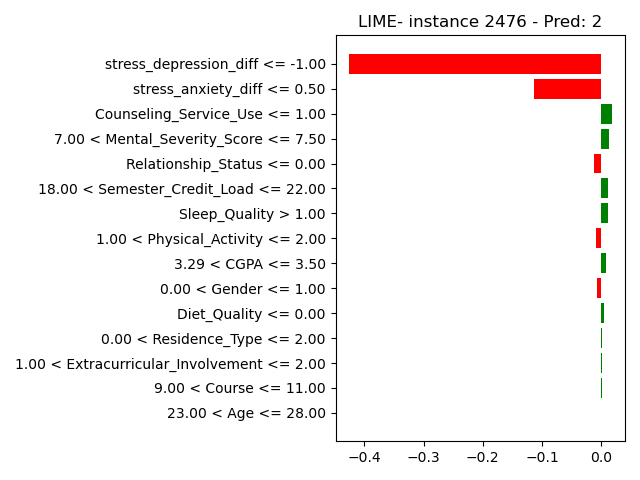 LIME- instance 2476 - Pred: 2
stress_depression_diff <= -1.00
stress_anxiety_diff <= 0.50
Counseling_Service_Use <= 1.00
7.00 < Mental_Severity_Score <= 7.50
Relationship_Status <= 0.00
18.00 < Semester_Credit_Load <= 22.00
Sleep_Quality > 1.00
1.00 < Physical_Activity <= 2.00
3.29 < CGPA <= 3.50
0.00 < Gender <= 1.00
Diet_Quality <= 0.00
0.00 < Residence_Type <= 2.00
1.00 < Extracurricular_Involvement <= 2.00
9.00 < Course <= 11.00
23.00 < Age <= 28.00
−0.4 −0.3 −0.2 −0.1 0.0